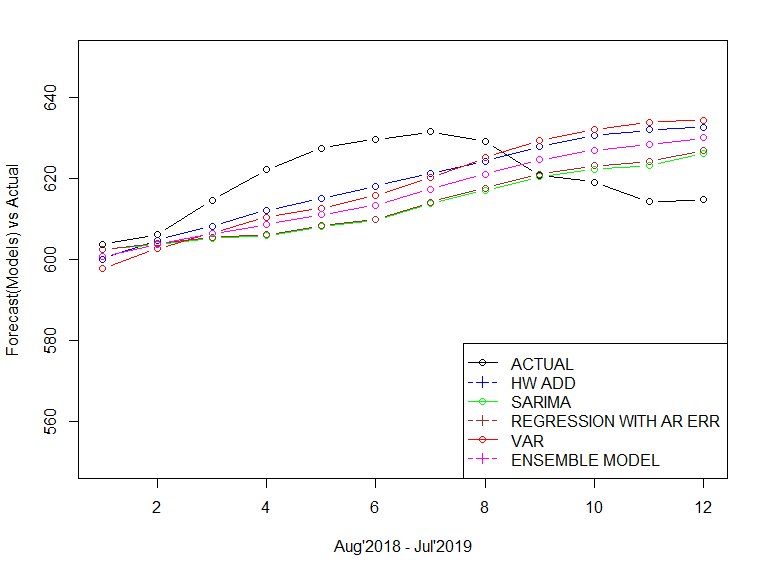 Forecast(Models) vs Actual
640
620
600
580
560
ACTUAL
HW ADD
SARIMA
REGRESSION WITH AR ERR
VAR
ENSEMBLE MODEL
2 4 6 8 10 12
Aug'2018 - Jul'2019